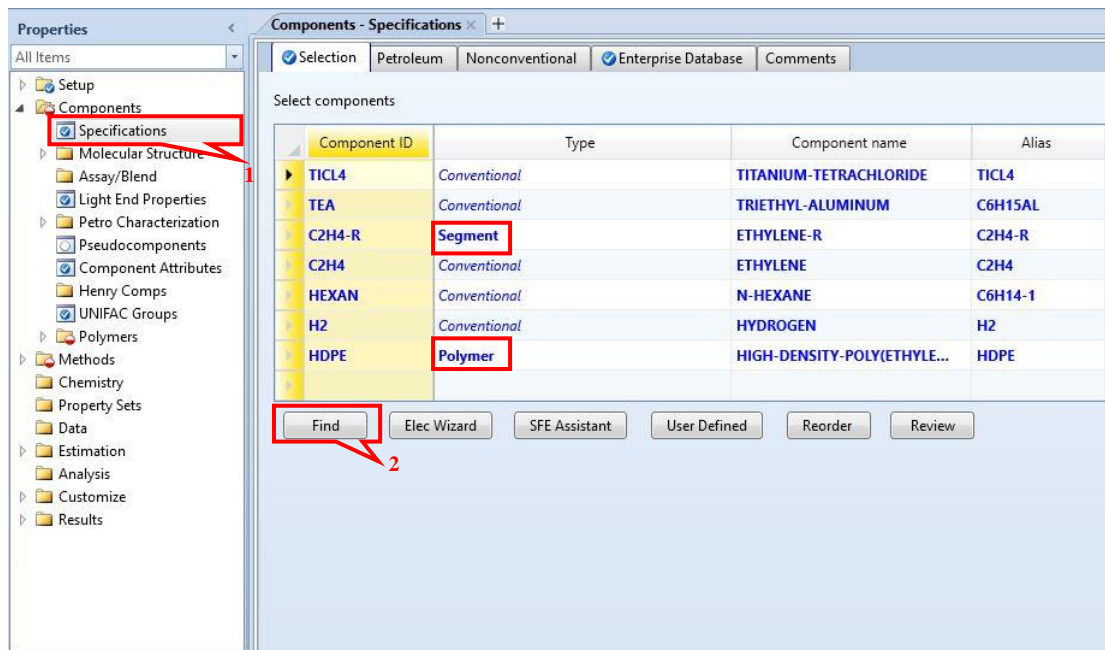 Properties
All Items
Setup
Components
Specifications
Molecular Structure
Assay/Blend
Light End Properties
Petro Characterization
Pseudocomponents
Component Attributes
Henry Comps
UNIFAC Groups
Polymers
Methods
Chemistry
Property Sets
Data
Estimation
Analysis
Customize
Results
1
Components - Specifications × +
Selection Petroleum Nonconventional Enterprise Database Comments
Select components
Component ID Type Component name Alias
TICL4 Conventional TITANIUM-TETRACHLORIDE TICL4
TEA Conventional TRIETHYL-ALUMINUM C6H15AL
C2H4-R Segment ETHYLENE-R C2H4-R
C2H4 Conventional ETHYLENE C2H4
HEXAN Conventional N-HEXANE C6H14-1
H2 Conventional HYDROGEN H2
HDPE Polymer HIGH-DENSITY-POLY(ETHYLE... HDPE
Find Elec Wizard SFE Assistant User Defined Reorder Review
2